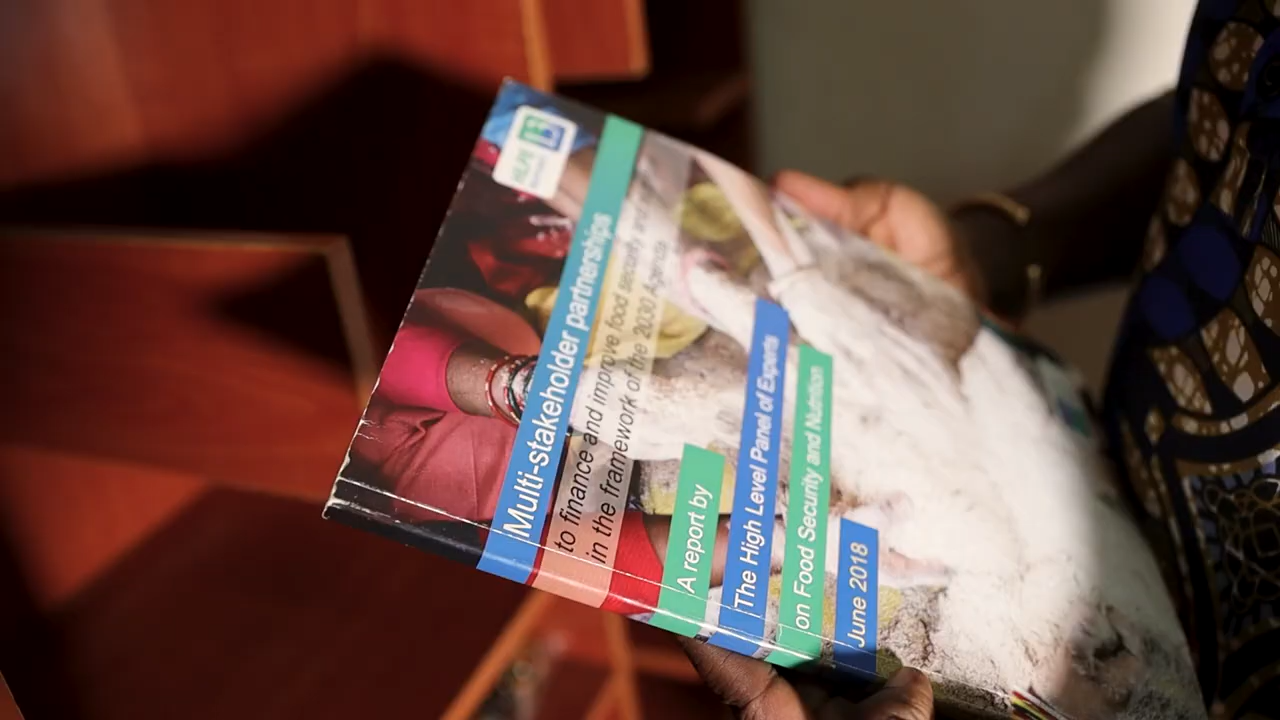 HLPE
Multi-stakeholder partnerships
to finance and improve food security and
in the framework of the 2030 Agenda
A report by
The High Level Panel of Experts
on Food Security and Nutrition
June 2018